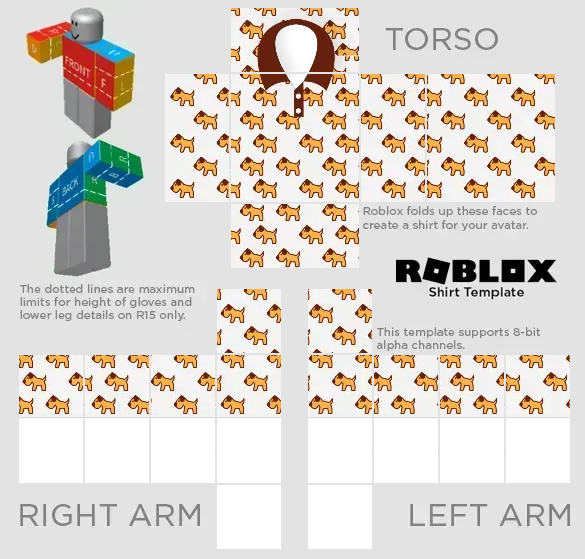 TORSO
FRONT
F
L
BACK
R
B
Roblox folds up these faces to
create a shirt for your avatar.
ROBLOX
Shirt Template
The dotted lines are maximum
limits for height of gloves and
lower leg details on R15 only.
This template supports 8-bit
alpha channels.
RIGHT ARM
LEFT ARM